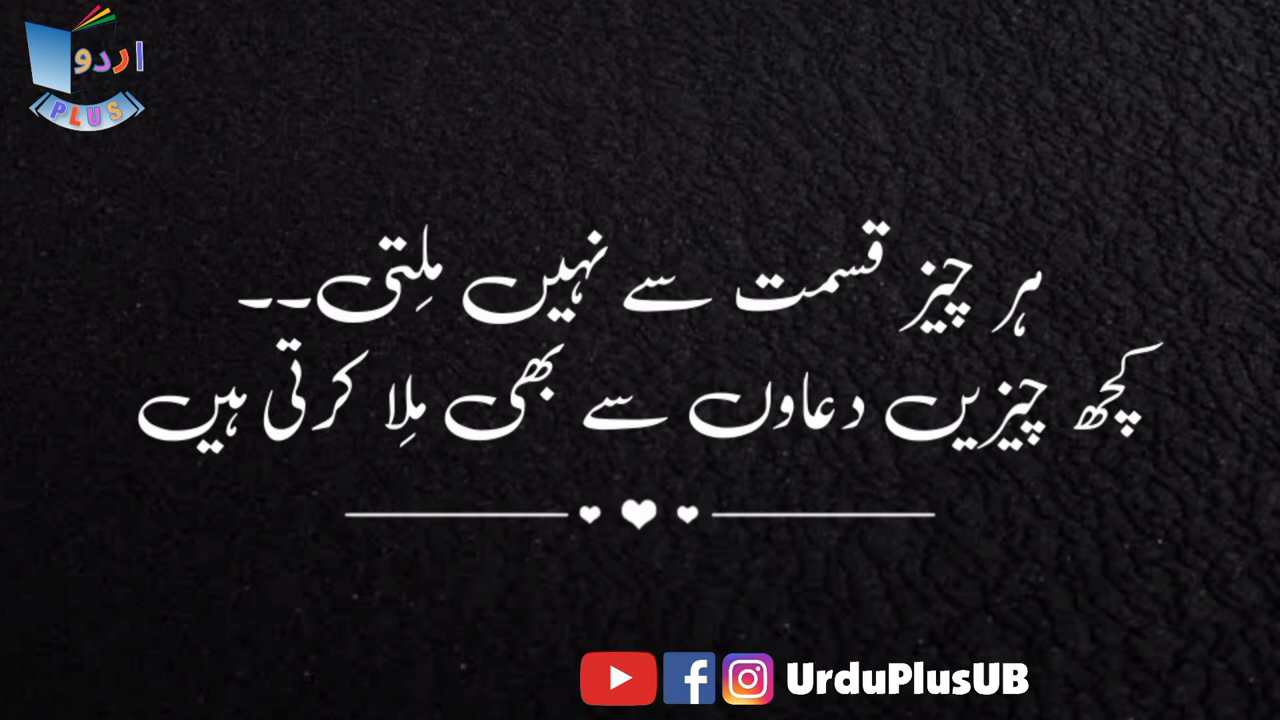 اردو
PLUS
ہر چیز قسمت سے نہیں مِلتی۔۔
کچھ چیزیں دعاوں سے بھی مِلا کرتی ہیں
UrduPlusUB